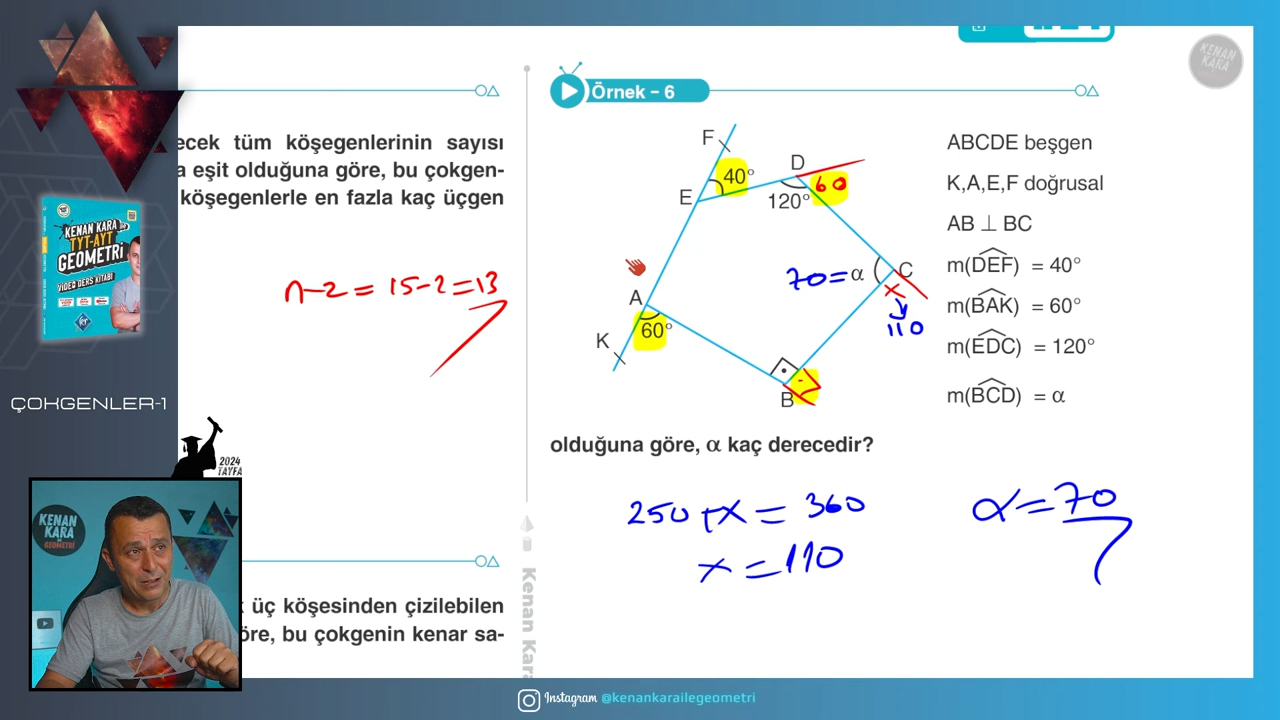 ecek tüm köşegenlerinin sayısı
a eşit olduğuna göre, bu çokgen-
köşegenlerle en fazla kaç üçgen
n-2 = 15-2=13
KENAN KARA
TYT-AYT
GEOMETRİ
VİDEO DERS KİTABI
ÇOKGENLER-1
2024
TAYFA
KENAN
KARA
GEOMETRİ
üç köşesinden çizilebilen
öre, bu çokgenin kenar sa-
Kenan Kara
KENAN
KARA
Örnek – 6
F
E
40°
D
60
120°
70= α
C
x
110
A
60°
K
B
ABCDE beşgen
K,A,E,F doğrusal
AB ⊥ BC
m(DEF) = 40°
m(BAK) = 60°
m(EDC) = 120°
m(BCD) = α
olduğuna göre, α kaç derecedir?
250 +x = 360
x =110
α=70
Instagram @kenankarailegeometri